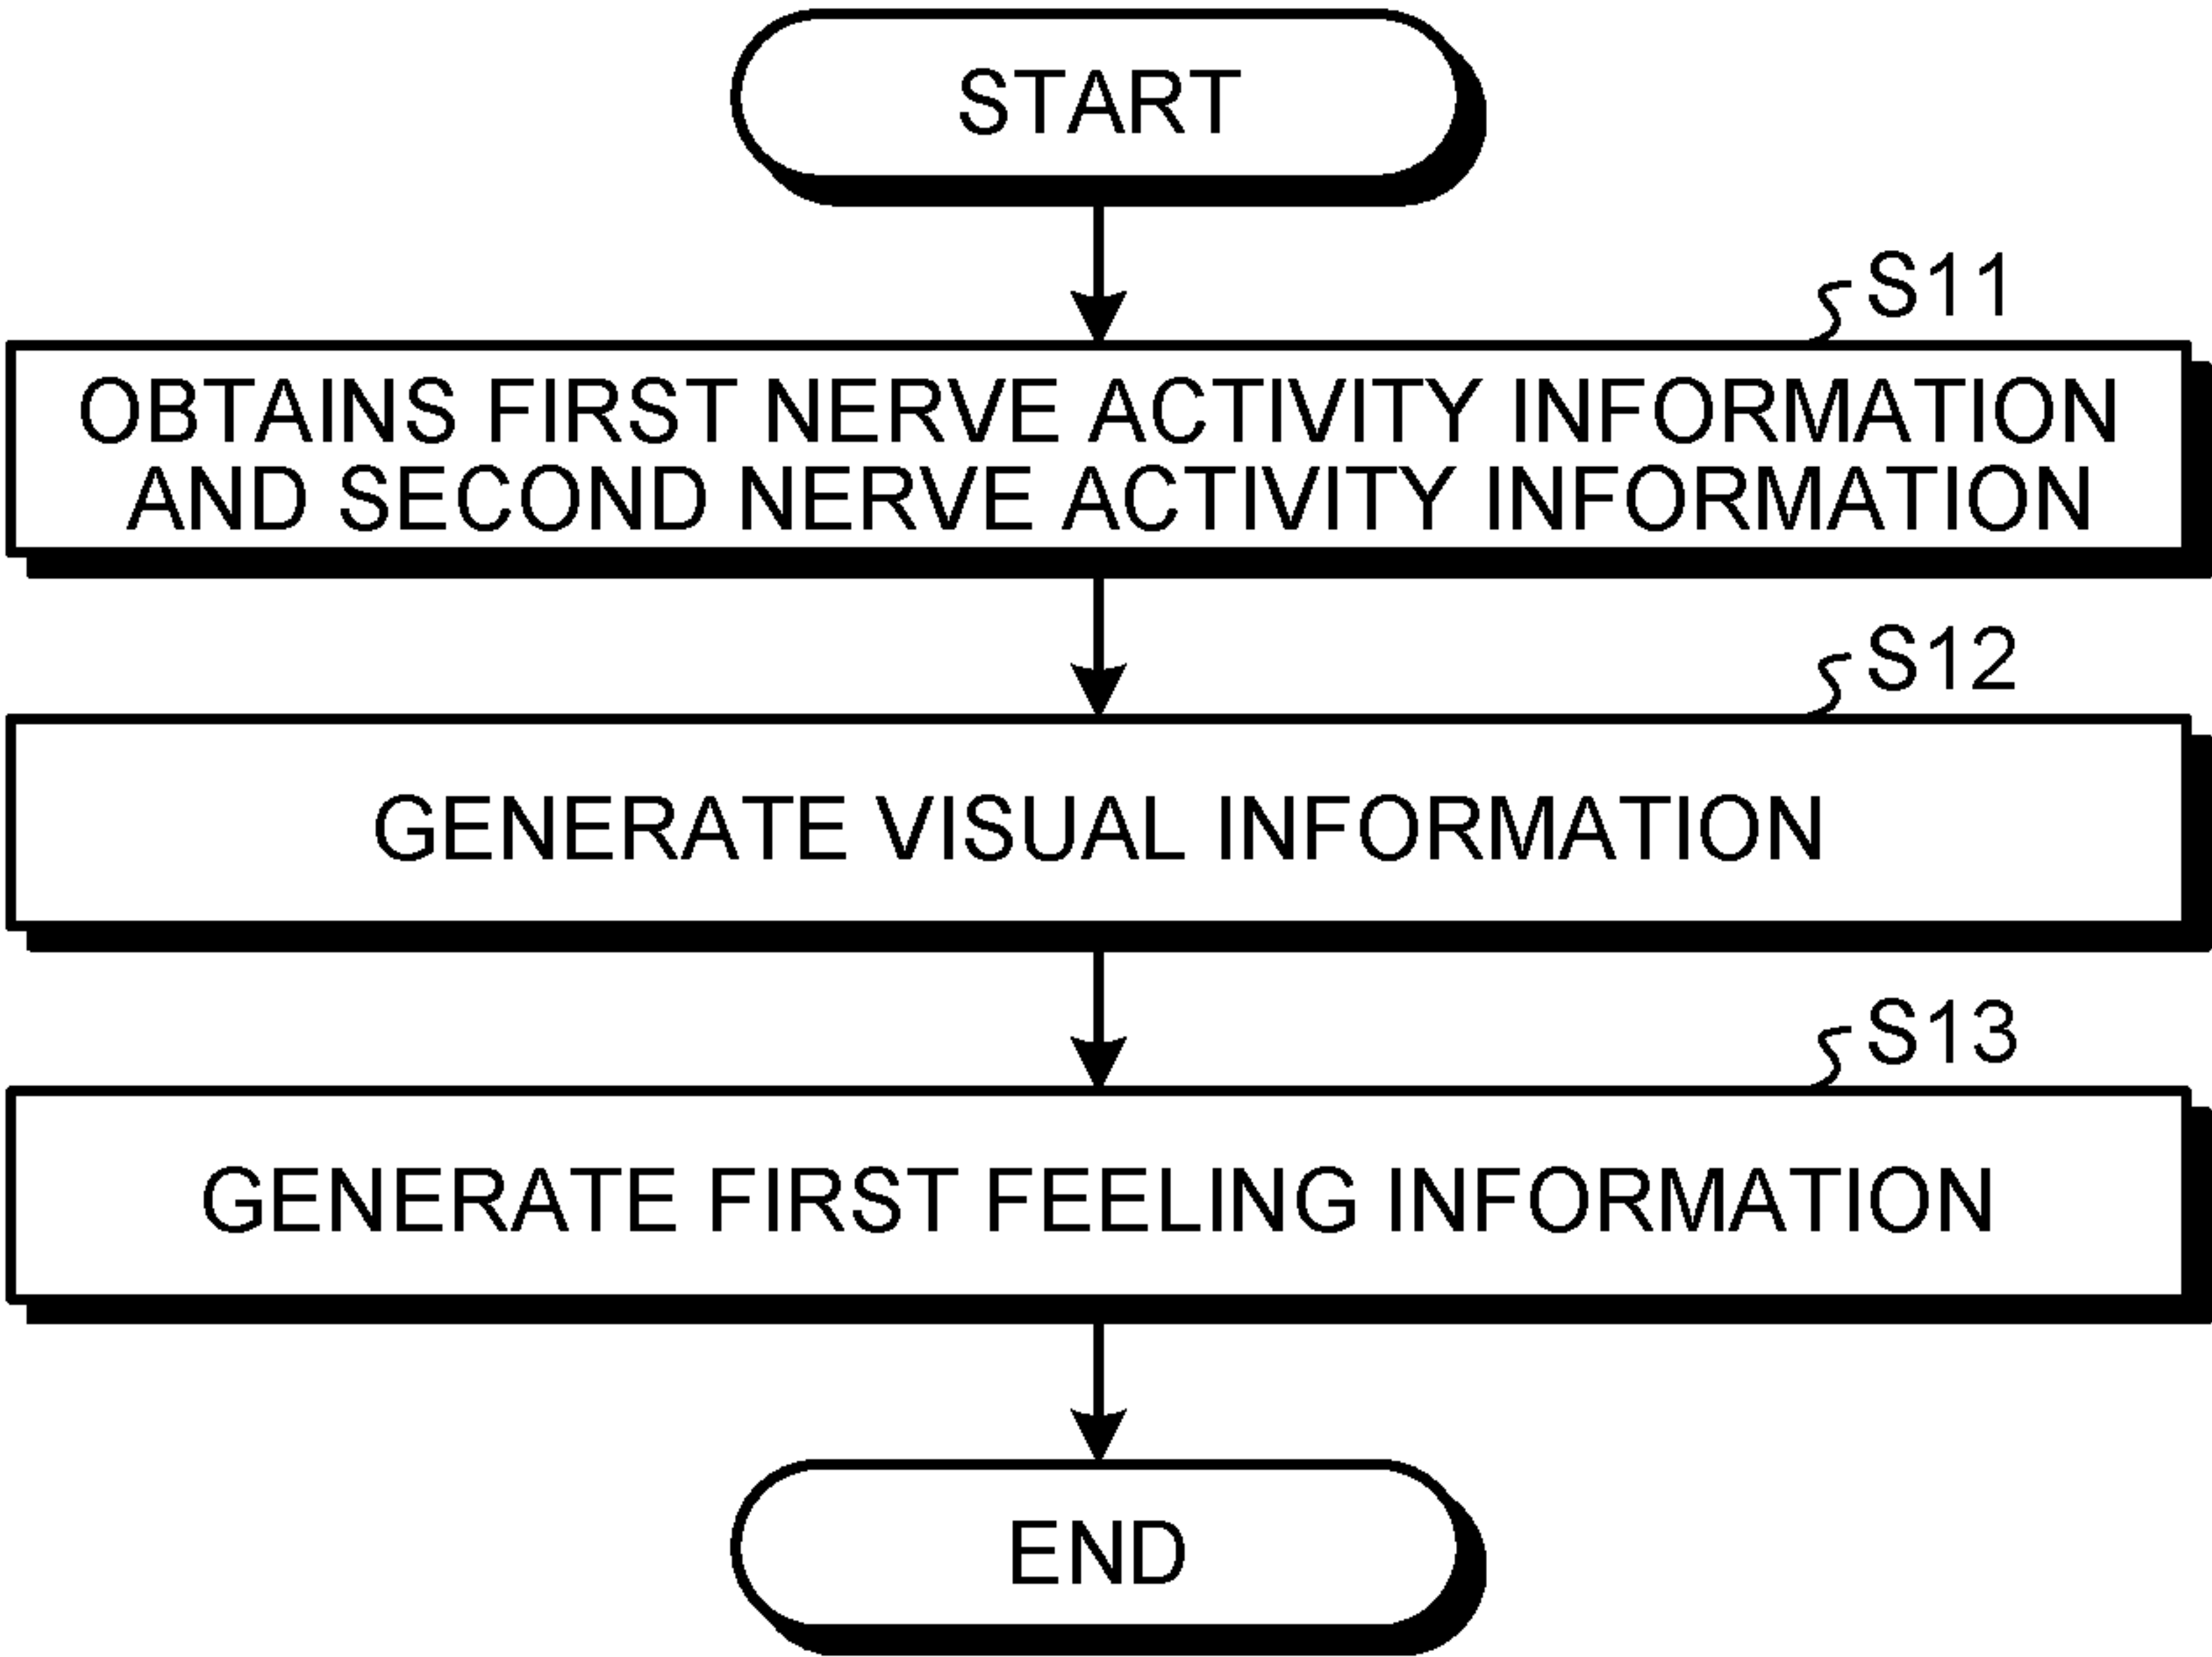 START
S11
OBTAINS FIRST NERVE ACTIVITY INFORMATION
AND SECOND NERVE ACTIVITY INFORMATION
S12
GENERATE VISUAL INFORMATION
S13
GENERATE FIRST FEELING INFORMATION
END